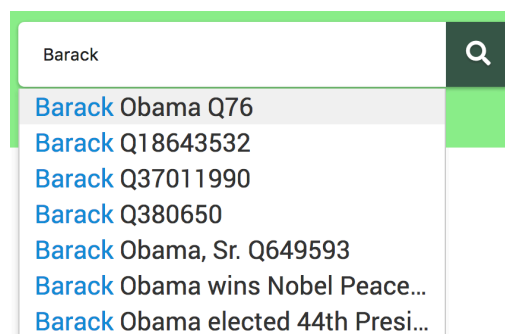 Barack
Barack Obama Q76
Barack Q18643532
Barack Q37011990
Barack Q380650
Barack Obama, Sr. Q649593
Barack Obama wins Nobel Peace...
Barack Obama elected 44th Presi...